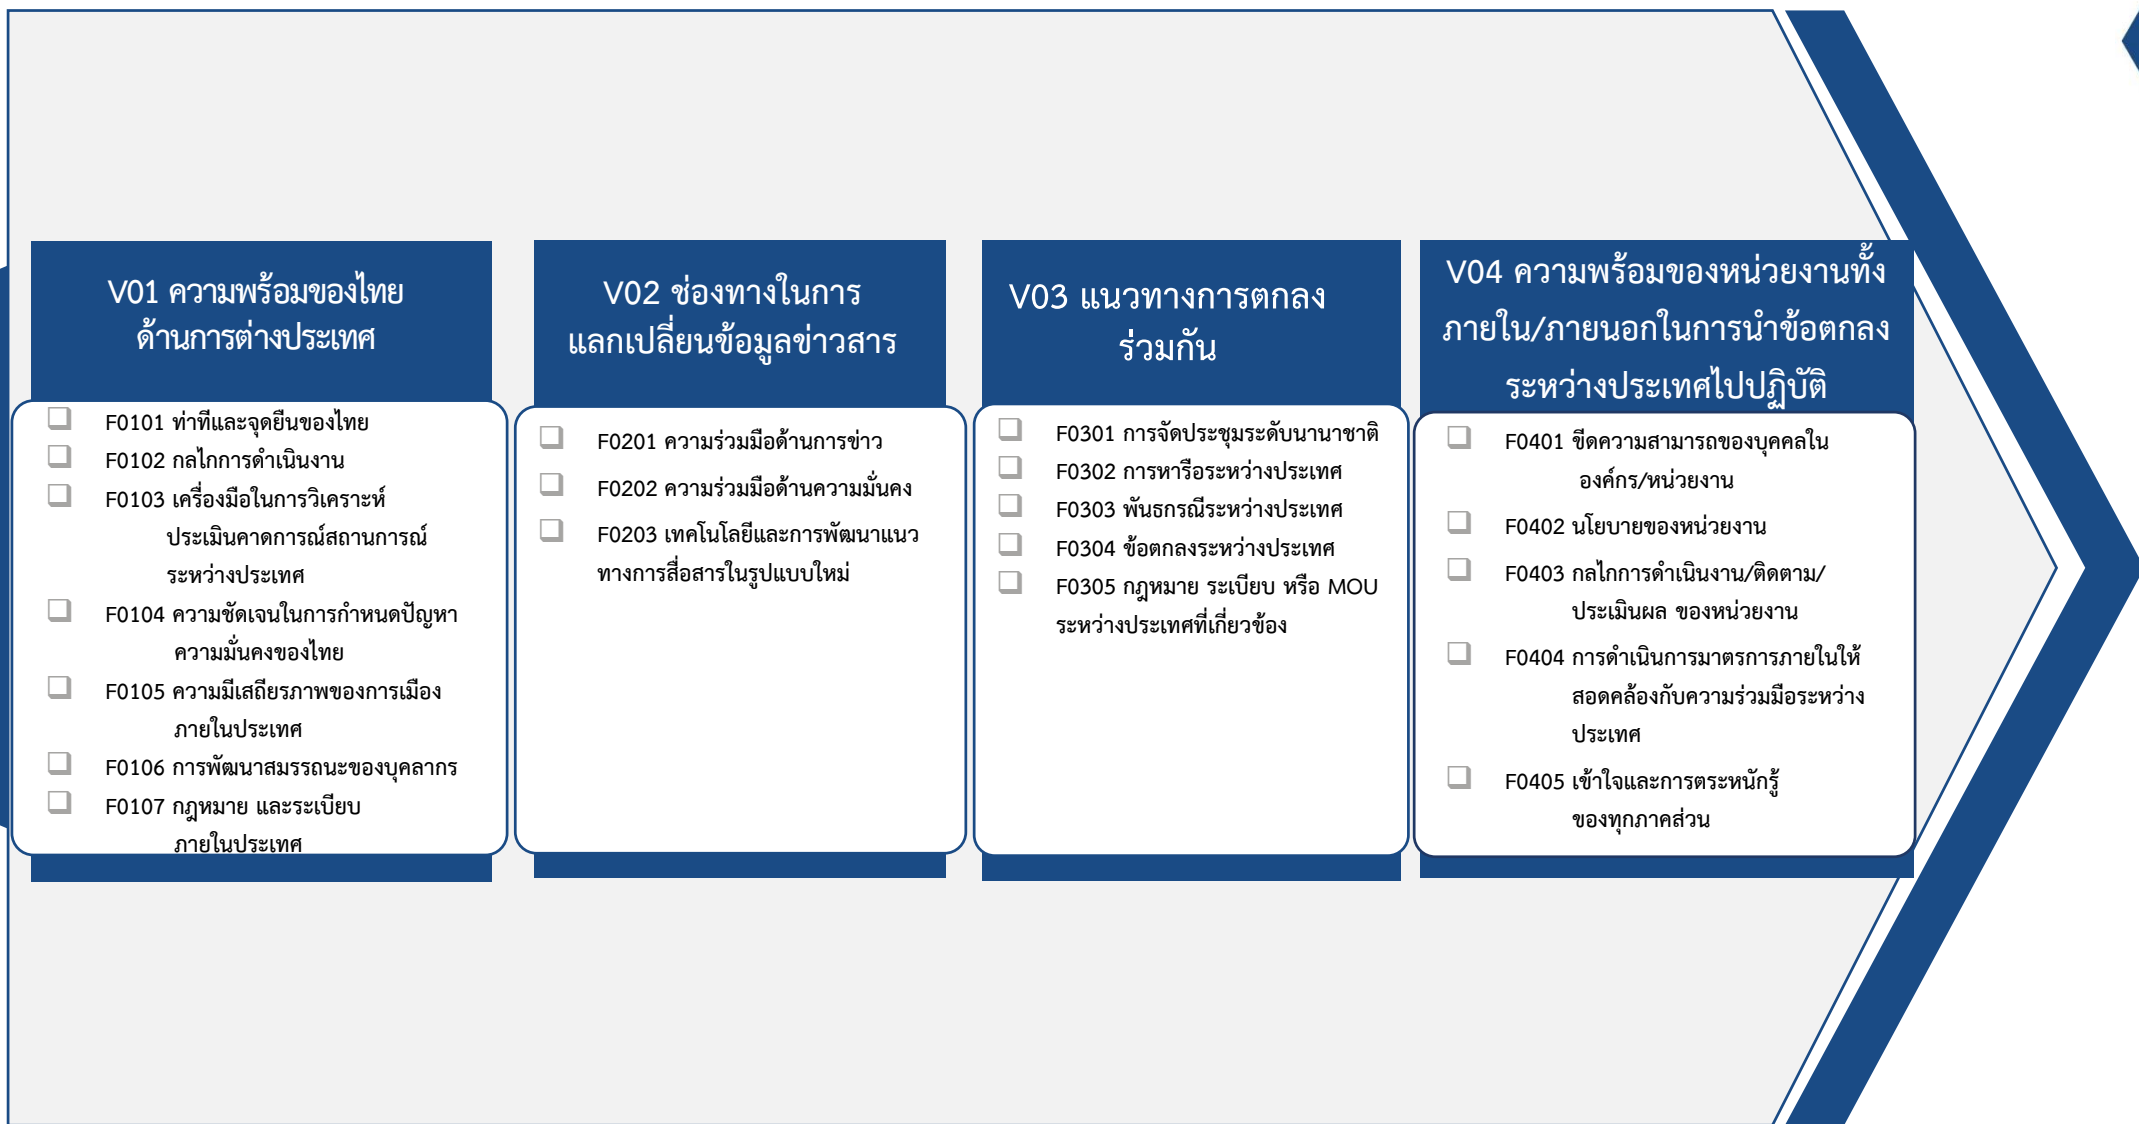 V01 ความพร้อมของไทย
ด้านการต่างประเทศ
F0101 ท่าทีและจุดยืนของไทย
F0102 กลไกการดำเนินงาน
F0103 เครื่องมือในการวิเคราะห์
ประเมินคาดการณ์สถานการณ์
ระหว่างประเทศ
F0104 ความชัดเจนในการกำหนดปัญหา
ความมั่นคงของไทย
F0105 ความมีเสถียรภาพของการเมือง
ภายในประเทศ
F0106 การพัฒนาสมรรถนะของบุคลากร
F0107 กฎหมาย และระเบียบ
ภายในประเทศ
V02 ช่องทางในการ
แลกเปลี่ยนข้อมูลข่าวสาร
F0201 ความร่วมมือด้านการข่าว
F0202 ความร่วมมือด้านความมั่นคง
F0203 เทคโนโลยีและการพัฒนาแนว
ทางการสื่อสารในรูปแบบใหม่
V03 แนวทางการตกลง
ร่วมกัน
F0301 การจัดประชุมระดับนานาชาติ
F0302 การหารือระหว่างประเทศ
F0303 พันธกรณีระหว่างประเทศ
F0304 ข้อตกลงระหว่างประเทศ
F0305 กฎหมาย ระเบียบ หรือ MOU
ระหว่างประเทศที่เกี่ยวข้อง
V04 ความพร้อมของหน่วยงานทั้ง
ภายใน/ภายนอกในการนำข้อตกลง
ระหว่างประเทศไปปฏิบัติ
F0401 ขีดความสามารถของบุคคลใน
องค์กร/หน่วยงาน
F0402 นโยบายของหน่วยงาน
F0403 กลไกการดำเนินงาน/ติดตาม/
ประเมินผล ของหน่วยงาน
F0404 การดำเนินการมาตรการภายในให้
สอดคล้องกับความร่วมมือระหว่าง
ประเทศ
F0405 เข้าใจและการตระหนักรู้
ของทุกภาคส่วน